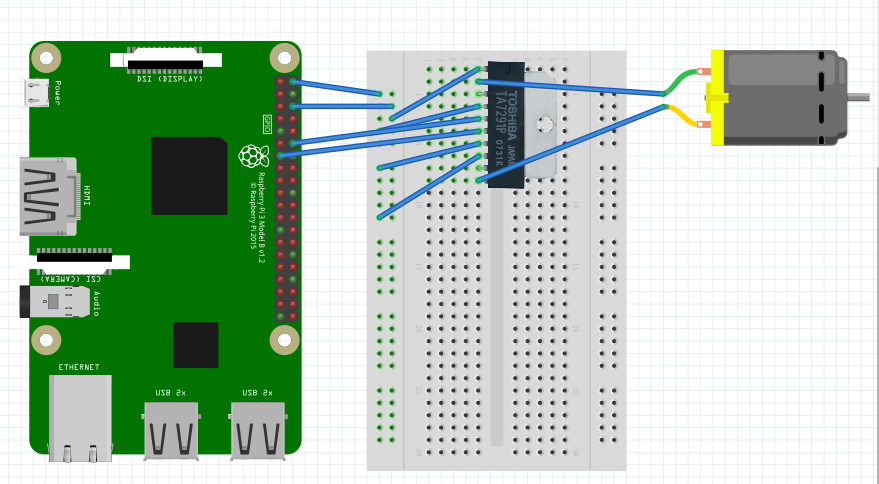 DSI (DISPLAY)
Power
GPIO
HDMI
Raspberry Pi 3 Model B v1.2
© Raspberry Pi 2015
CSI (CAMERA)
Audio
ETHERNET
USB 2x
USB 2x
TOSHIBA
TA7291P
JAPAN
0731K